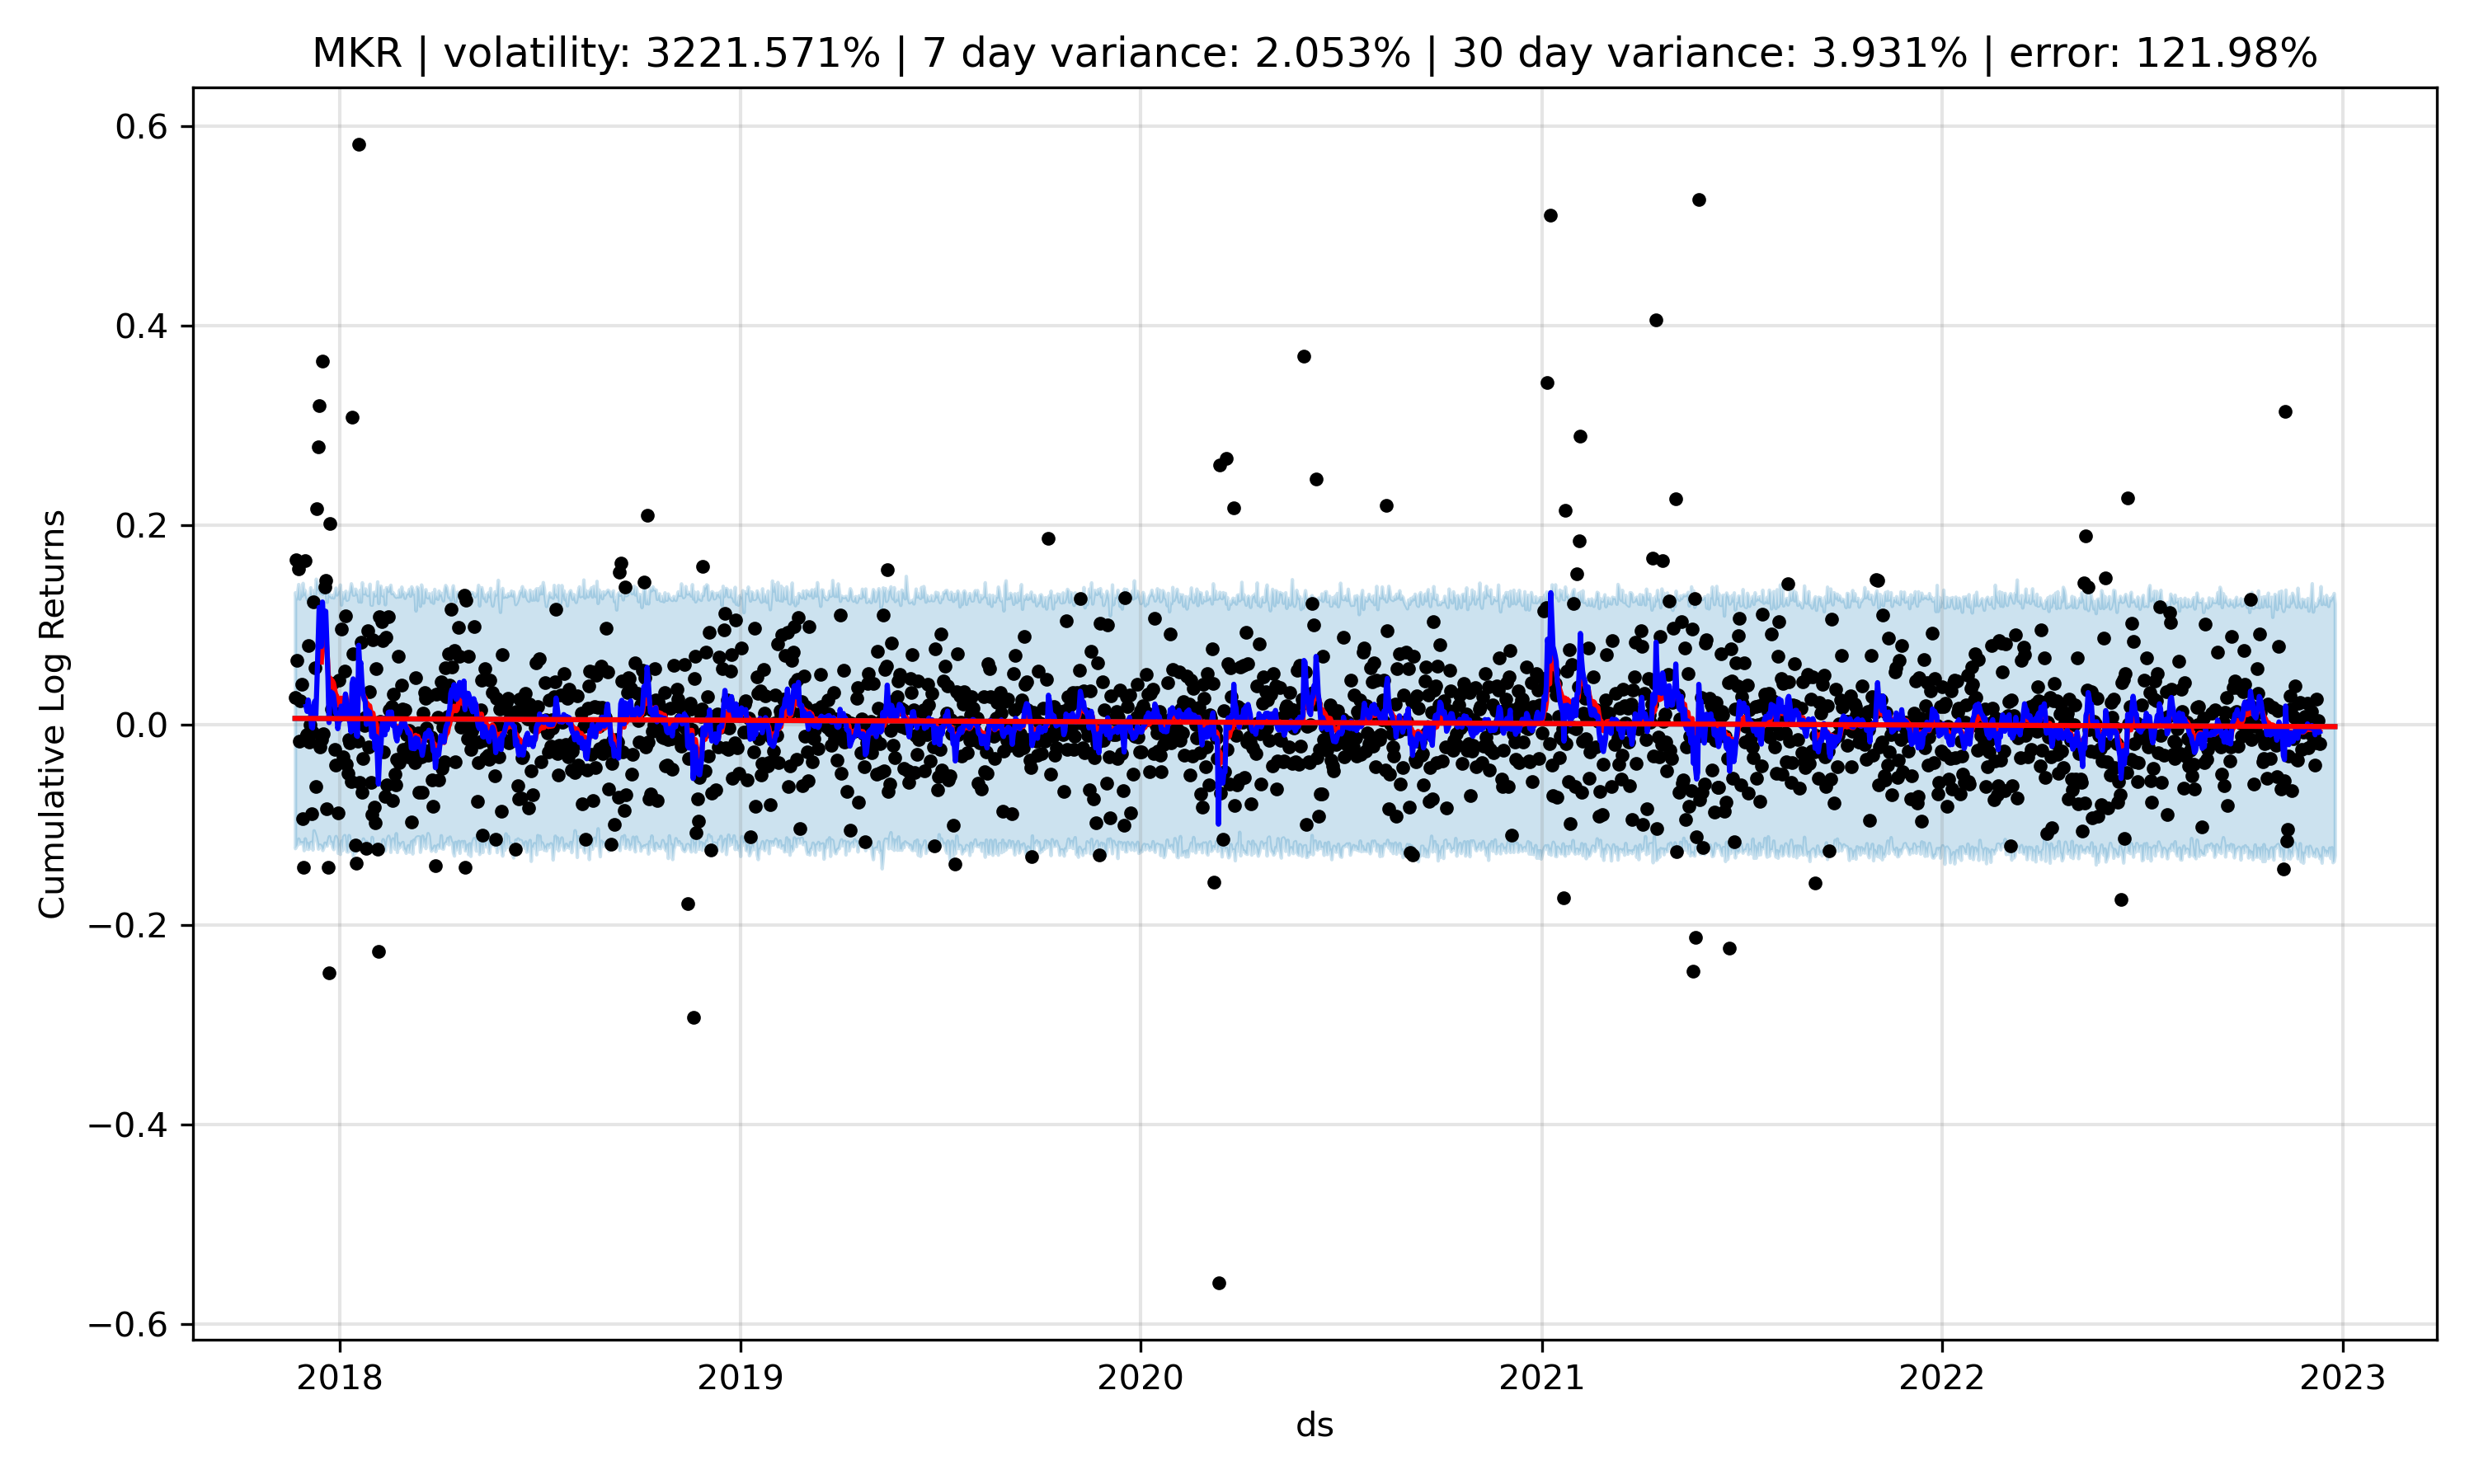 MKR | volatility: 3221.571% | 7 day variance: 2.053% | 30 day variance: 3.931% | error: 121.98%
0.6
0.4
0.2
0.0
−0.2
−0.4
−0.6
Cumulative Log Returns
2018 2019 2020 2021 2022 2023
ds